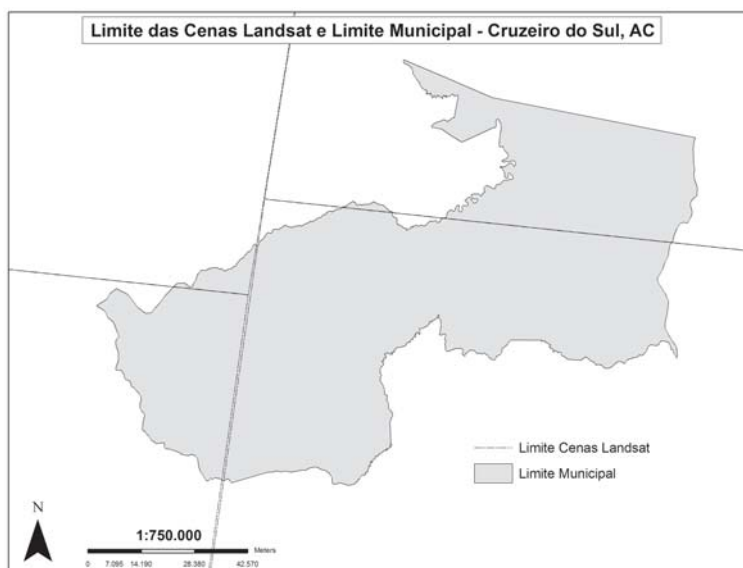 Limite das Cenas Landsat e Limite Municipal - Cruzeiro do Sul, AC
Limite Cenas Landsat
Limite Municipal
N
1:750.000
Meters
0 7.095 14.190 28.380 42.570